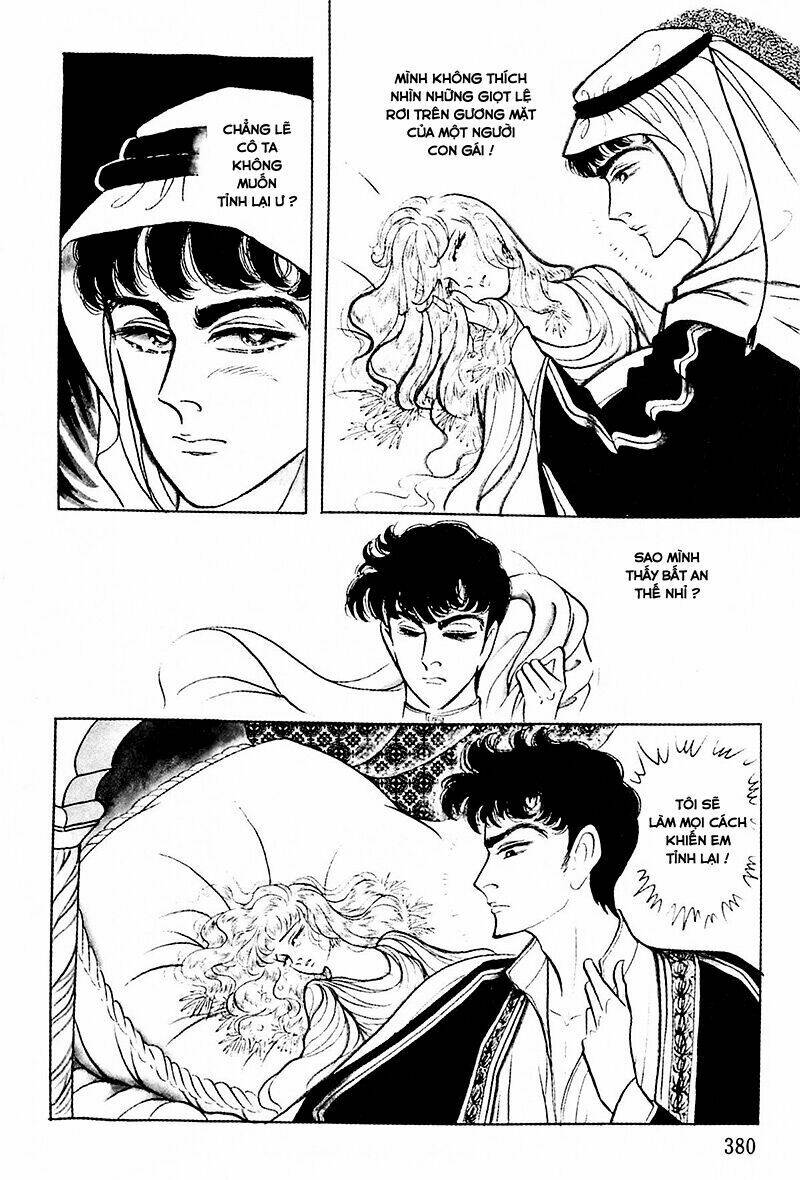 MÌNH KHÔNG THÍCH
NHÌN NHỮNG GIỌT LỆ
RƠI TRÊN GƯƠNG MẶT
CỦA MỘT NGƯỜI
CON GÁI !
CHẲNG LẼ
CÔ TA
KHÔNG
MUỐN
TỈNH LẠI Ư ?
SAO MÌNH
THẤY BẤT AN
THẾ NHỈ ?
TÔI SẼ
LÀM MỌI CÁCH
KHIẾN EM
TỈNH LẠI !
380